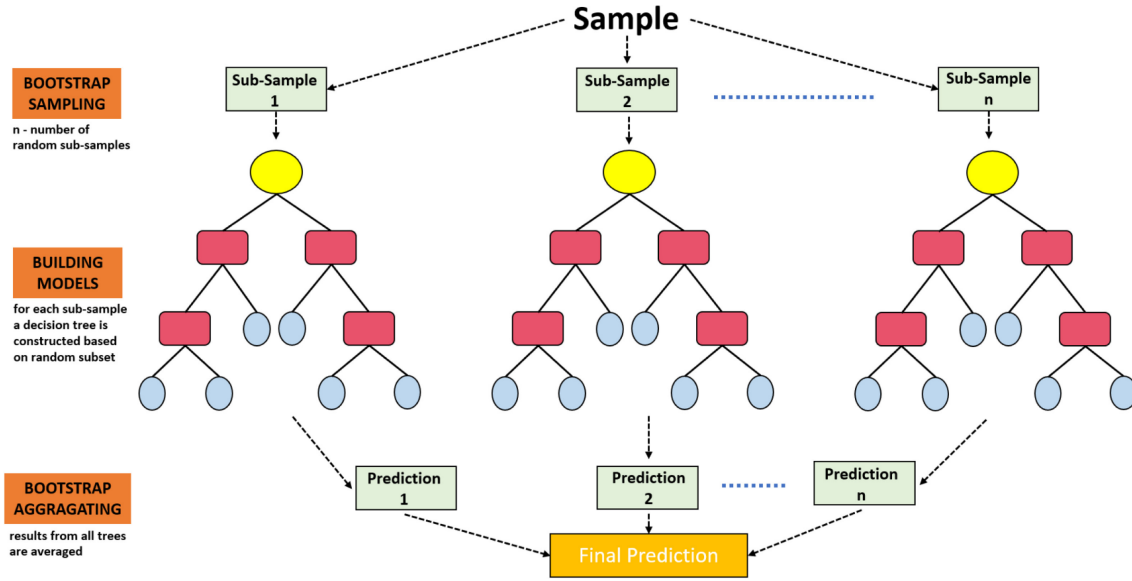 Sample
BOOTSTRAP
SAMPLING
n - number of
random sub-samples
Sub-Sample
1
Sub-Sample
2
Sub-Sample
n
BUILDING
MODELS
for each sub-sample
a decision tree is
constructed based
on random subset
BOOTSTRAP
AGGRAGATING
results from all trees
are averaged
Prediction
1
Prediction
2
Prediction
n
Final Prediction